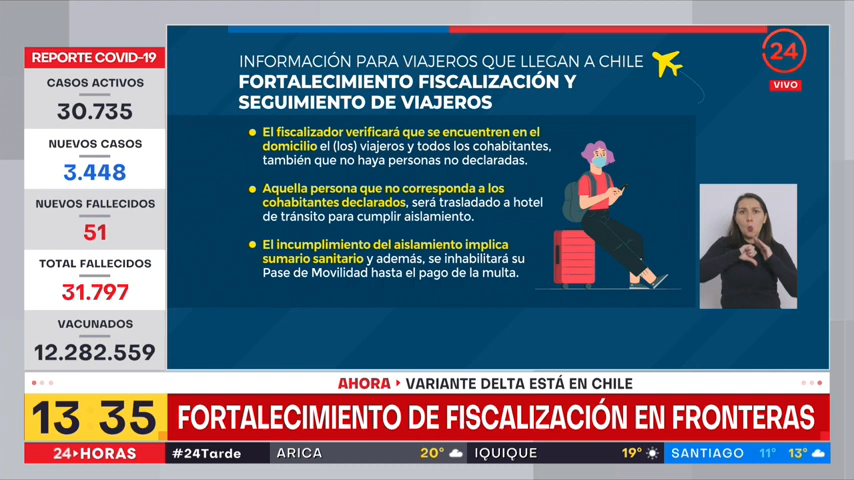 REPORTE COVID-19
CASOS ACTIVOS
30.735
NUEVOS CASOS
3.448
NUEVOS FALLECIDOS
51
TOTAL FALLECIDOS
31.797
VACUNADOS
12.282.559
INFORMACIÓN PARA VIAJEROS QUE LLEGAN A CHILE
FORTALECIMIENTO FISCALIZACIÓN Y
SEGUIMIENTO DE VIAJEROS
El fiscalizador verificará que se encuentren en el
domicilio el (los) viajeros y todos los cohabitantes,
también que no haya personas no declaradas.
Aquella persona que no corresponda a los
cohabitantes declarados, será trasladado a hotel
de tránsito para cumplir aislamiento.
El incumplimiento del aislamiento implica
sumario sanitario y además, se inhabilitará su
Pase de Movilidad hasta el pago de la multa.
24
VIVO
AHORA VARIANTE DELTA ESTÁ EN CHILE
13 35
FORTALECIMIENTO DE FISCALIZACIÓN EN FRONTERAS
24 HORAS
#24Tarde
ARICA 20°
IQUIQUE 19°
SANTIAGO 11° 13°